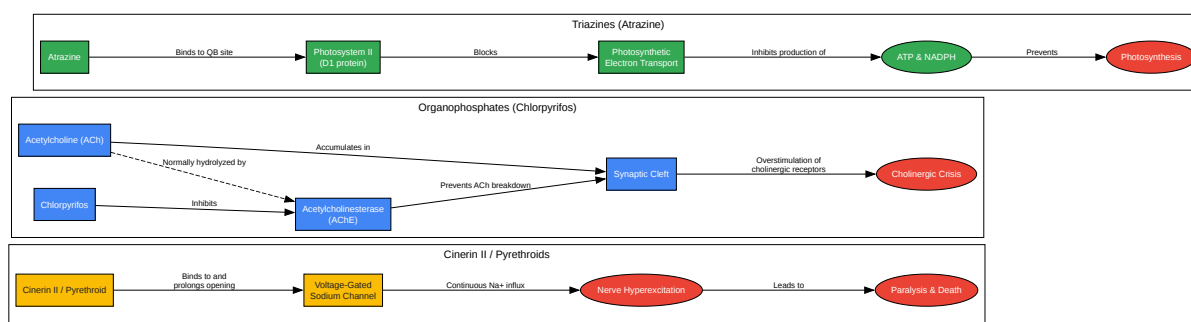 Triazines (Atrazine)
Atrazine
Binds to QB site
Photosystem II
(D1 protein)
Blocks
Photosynthetic
Electron Transport
Inhibits production of
ATP & NADPH
Prevents
Photosynthesis
Organophosphates (Chlorpyrifos)
Acetylcholine (ACh)
Accumulates in
Normally hydrolyzed by
Chlorpyrifos
Inhibits
Acetylcholinesterase
(AChE)
Prevents ACh breakdown
Synaptic Cleft
Overstimulation of
cholinergic receptors
Cholinergic Crisis
Cinerin II / Pyrethroids
Cinerin II / Pyrethroid
Binds to and
prolongs opening
Voltage-Gated
Sodium Channel
Continuous Na+ influx
Nerve Hyperexcitation
Leads to
Paralysis & Death